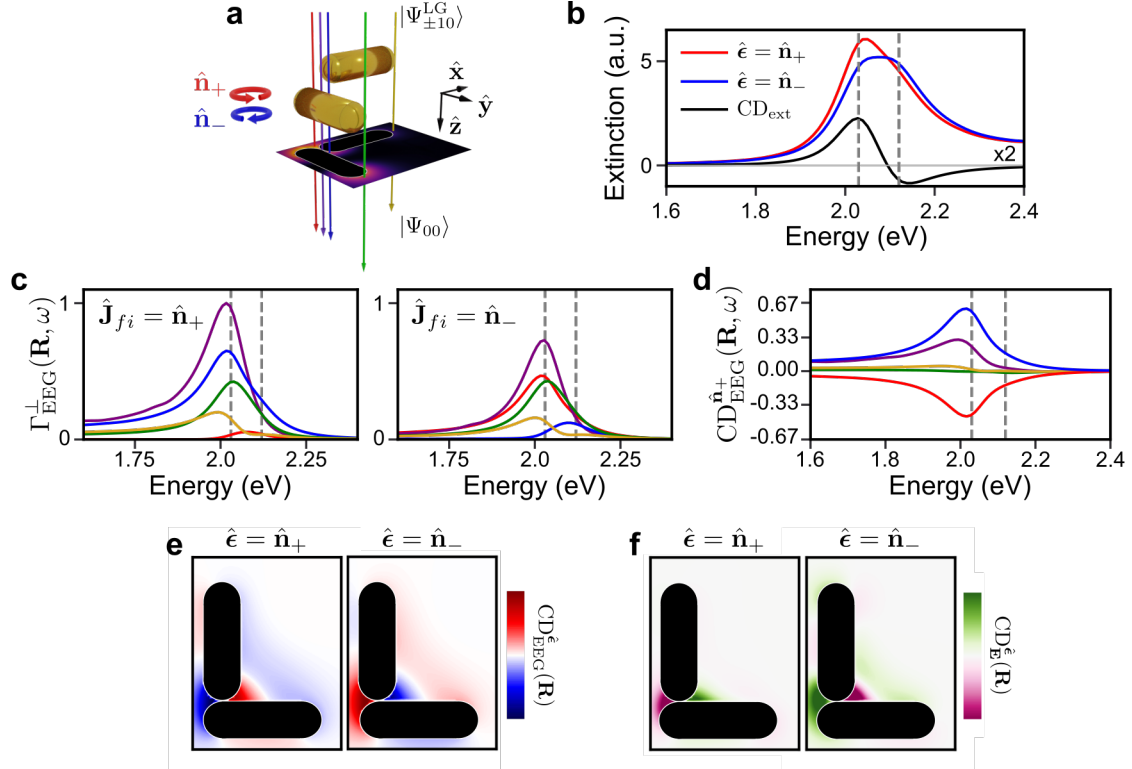 a
|Ψ^LG_±10⟩
n̂₊
n̂₋
x̂
ŷ
ẑ
|Ψ₀₀⟩
b
Extinction (a.u.)
5
0
ε̂ = n̂₊
ε̂ = n̂₋
CD_ext
x2
1.6 1.8 2.0 2.2 2.4
Energy (eV)
c
Γ^⊥_EEG(R, ω)
1
0
Ĵ_fi = n̂₊
1.75 2.00 2.25
Energy (eV)
1
0
Ĵ_fi = n̂₋
1.75 2.00 2.25
Energy (eV)
d
CD^n̂₊_EEG(R, ω)
0.67
0.33
0.00
-0.33
-0.67
1.6 1.8 2.0 2.2 2.4
Energy (eV)
e
ε̂ = n̂₊
ε̂ = n̂₋
CD^ε̂_EEG(R)
f
ε̂ = n̂₊
ε̂ = n̂₋
CD^ε̂_E(R)